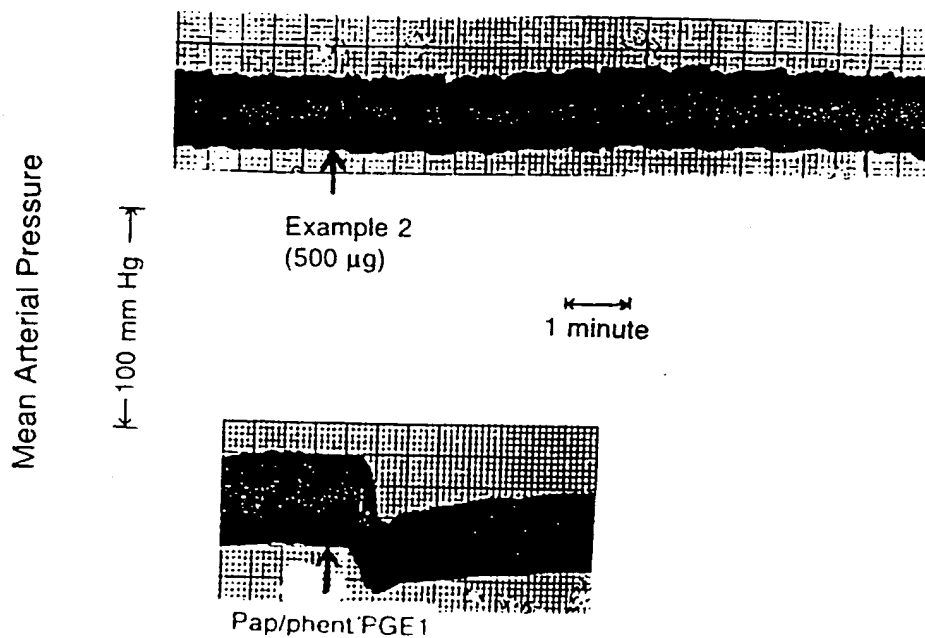 Mean Arterial Pressure
100 mm Hg
Example 2
(500 µg)
1 minute
Pap/phent PGE1